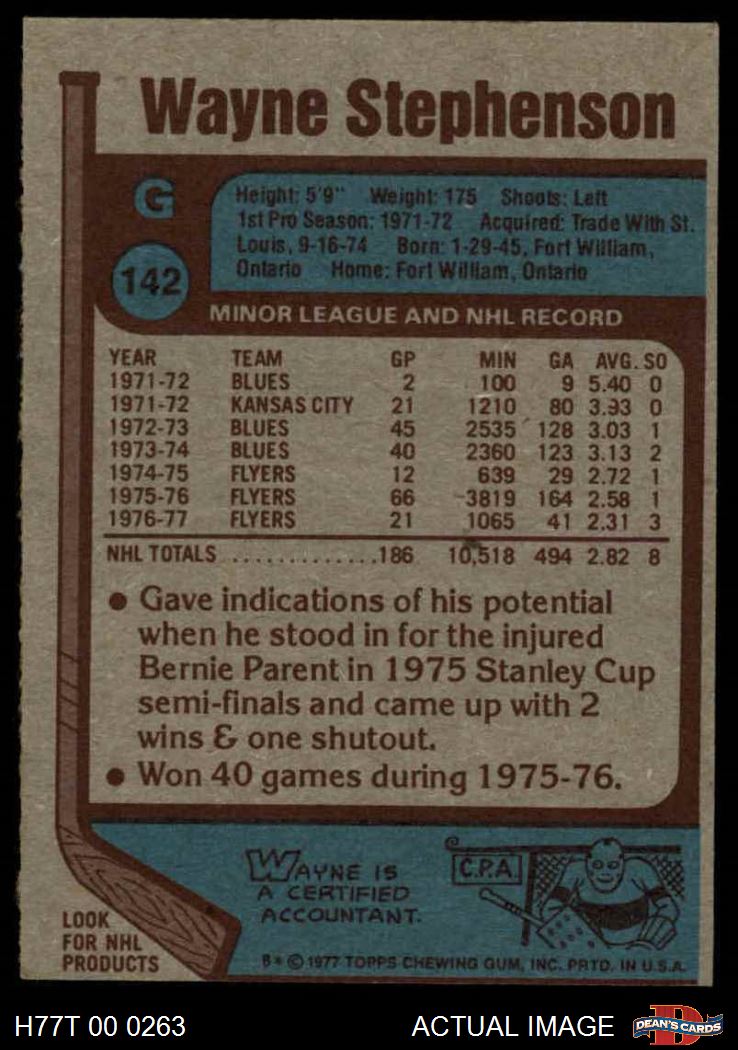 Wayne Stephenson
G
142
Height: 5'9" Weight: 175 Shoots: Left
1st Pro Season: 1971-72 Acquired: Trade With St.
Louis, 9-16-74 Born: 1-29-45, Fort William,
Ontario Home: Fort William, Ontario
MINOR LEAGUE AND NHL RECORD
YEAR TEAM GP MIN GA AVG. SO
1971-72 BLUES 2 100 9 5.40 0
1971-72 KANSAS CITY 21 1210 80 3.93 0
1972-73 BLUES 45 2535 128 3.03 1
1973-74 BLUES 40 2360 123 3.13 2
1974-75 FLYERS 12 639 29 2.72 1
1975-76 FLYERS 66 3819 164 2.58 1
1976-77 FLYERS 21 1065 41 2.31 3
NHL TOTALS .............186 10,518 494 2.82 8
● Gave indications of his potential
when he stood in for the injured
Bernie Parent in 1975 Stanley Cup
semi-finals and came up with 2
wins & one shutout.
● Won 40 games during 1975-76.
WAYNE IS
A CERTIFIED
ACCOUNTANT.
C.P.A.
LOOK
FOR NHL
PRODUCTS
B* © 1977 TOPPS CHEWING GUM, INC. PRTD. IN U.S.A.
H77T 00 0263 ACTUAL IMAGE DEAN'S CARDS